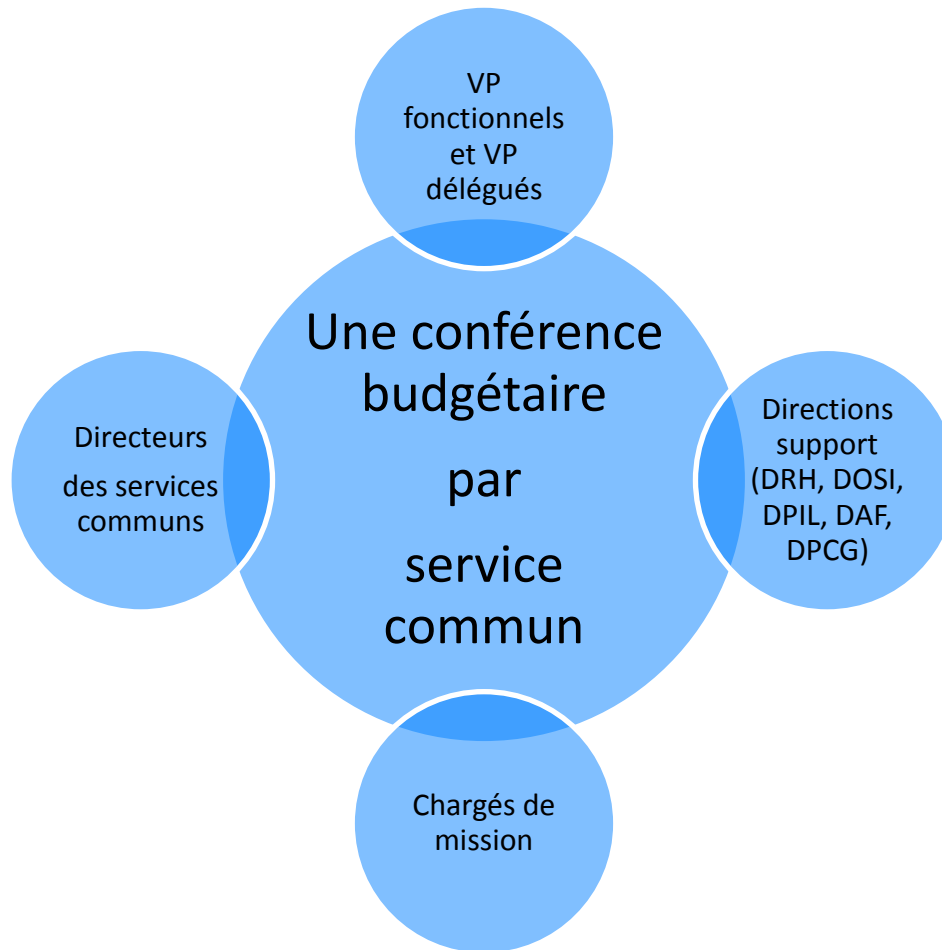 VP
fonctionnels
et VP
délégués
Une conférence
budgétaire
par
service
commun
Directeurs
des services
communs
Directions
support
(DRH, DOSI,
DPIL, DAF,
DPCG)
Chargés de
mission